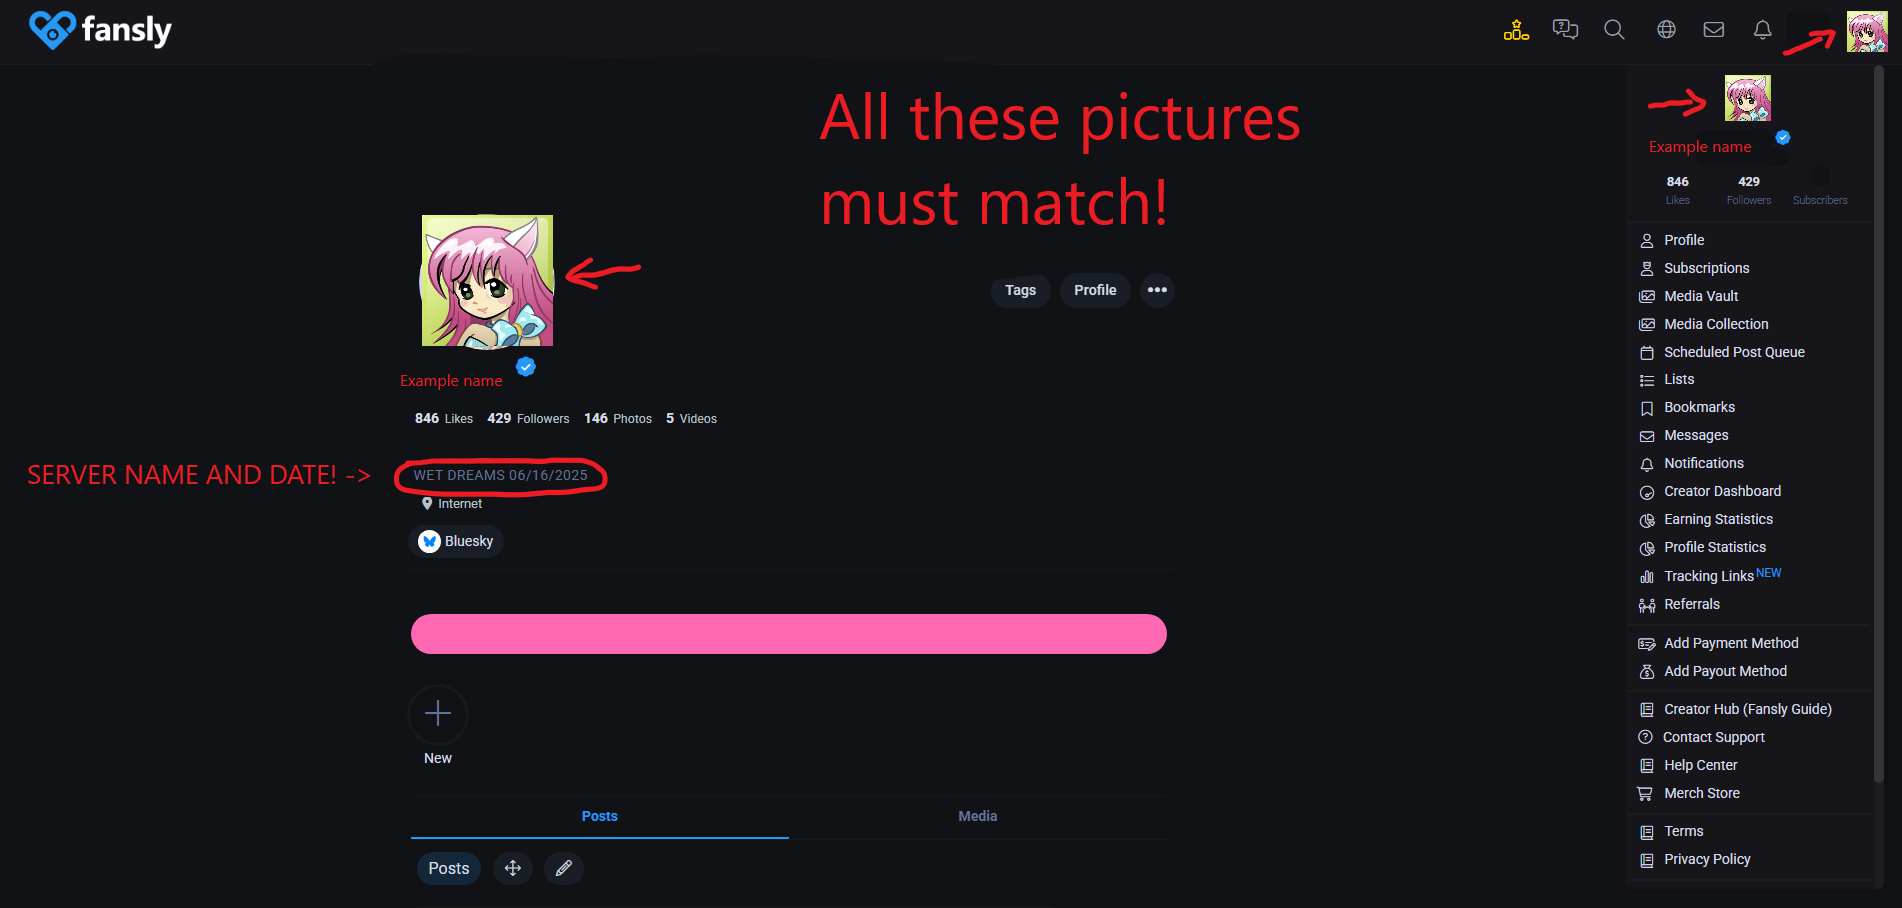 fansly
All these pictures
must match!
Example name
846 429
Likes Followers Subscribers
Tags Profile •••
Example name
846 Likes 429 Followers 146 Photos 5 Videos
SERVER NAME AND DATE! ->
WET DREAMS 06/16/2025
Internet
Bluesky
New
Posts Media
Posts
Profile
Subscriptions
Media Vault
Media Collection
Scheduled Post Queue
Lists
Bookmarks
Messages
Notifications
Creator Dashboard
Earning Statistics
Profile Statistics
Tracking Links NEW
Referrals
Add Payment Method
Add Payout Method
Creator Hub (Fansly Guide)
Contact Support
Help Center
Merch Store
Terms
Privacy Policy